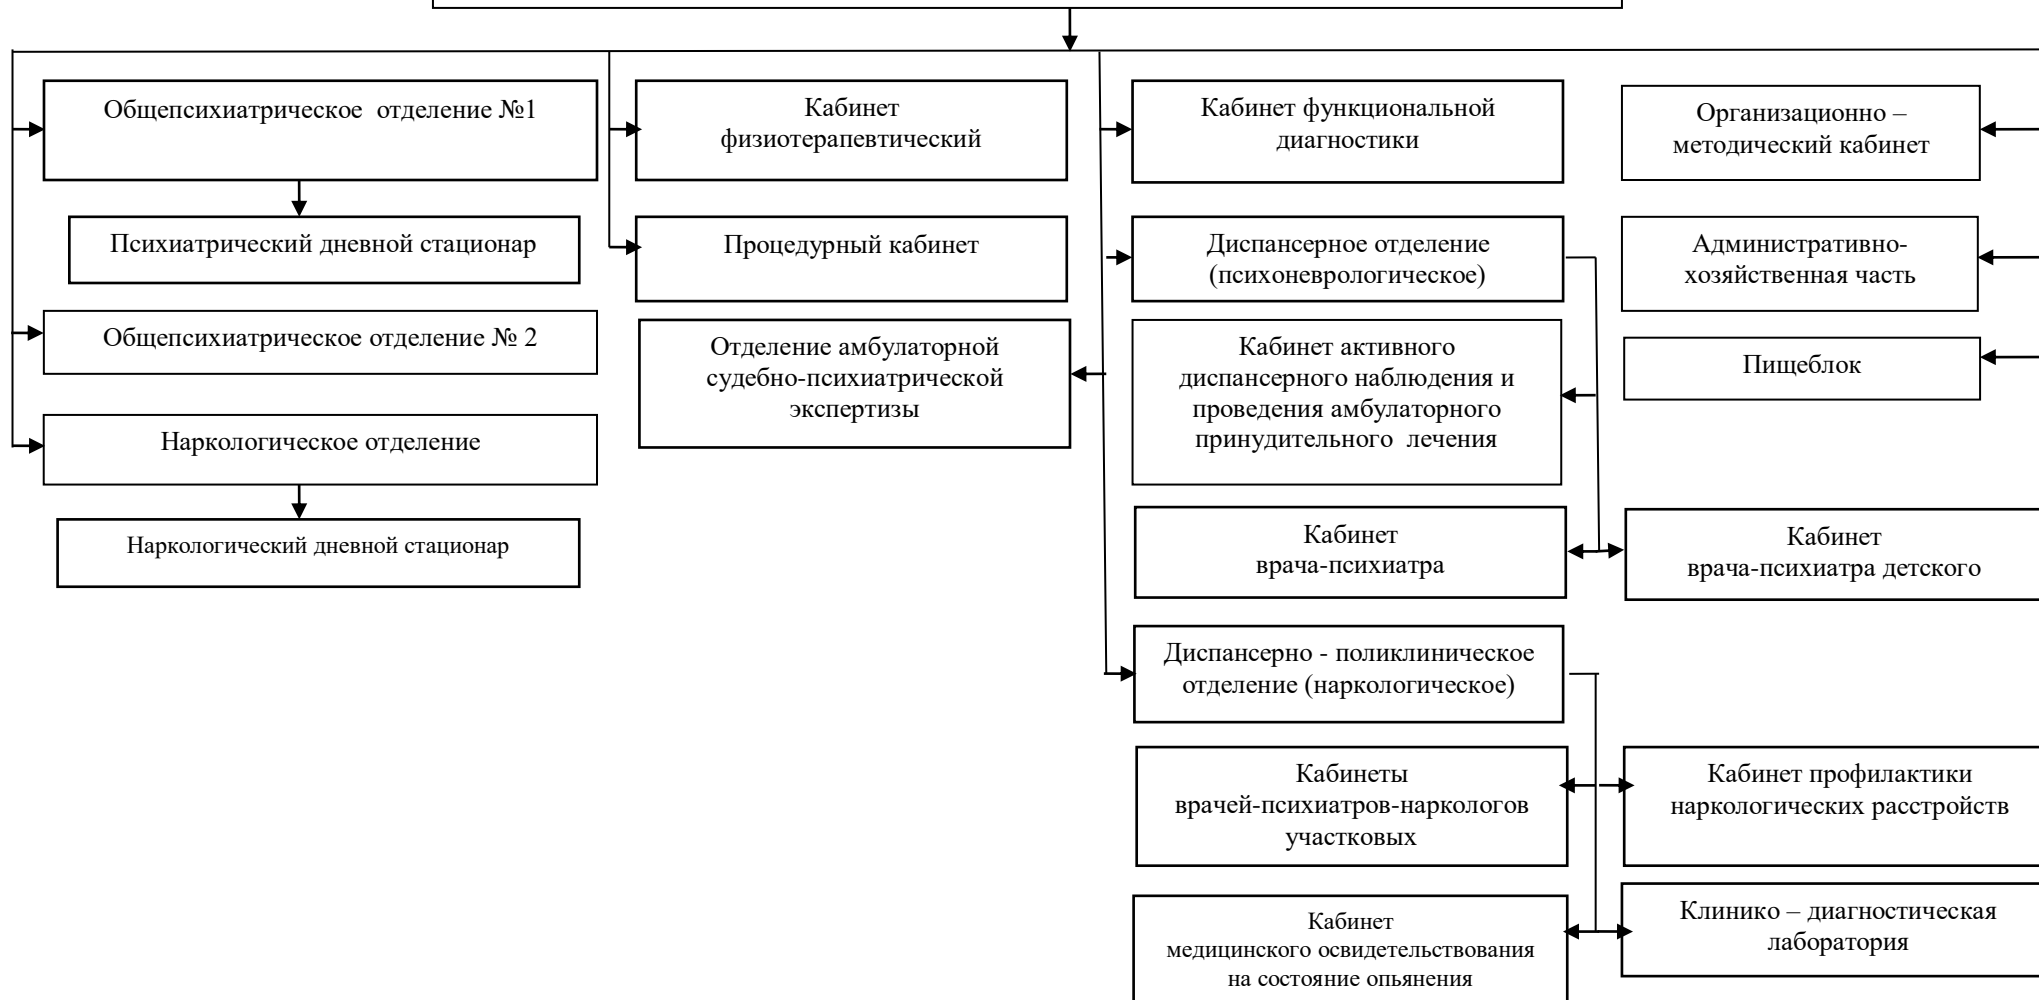 Общепсихиатрическое отделение №1
Психиатрический дневной стационар
Общепсихиатрическое отделение № 2
Наркологическое отделение
Наркологический дневной стационар
Кабинет
физиотерапевтический
Процедурный кабинет
Отделение амбулаторной
судебно-психиатрической
экспертизы
Кабинет функциональной
диагностики
Диспансерное отделение
(психоневрологическое)
Кабинет активного
диспансерного наблюдения и
проведения амбулаторного
принудительного лечения
Кабинет
врача-психиатра
Кабинет
врача-психиатра детского
Диспансерно - поликлиническое
отделение (наркологическое)
Кабинеты
врачей-психиатров-наркологов
участковых
Кабинет профилактики
наркологических расстройств
Кабинет
медицинского освидетельствования
на состояние опьянения
Клинико – диагностическая
лаборатория
Организационно –
методический кабинет
Административно-
хозяйственная часть
Пищеблок